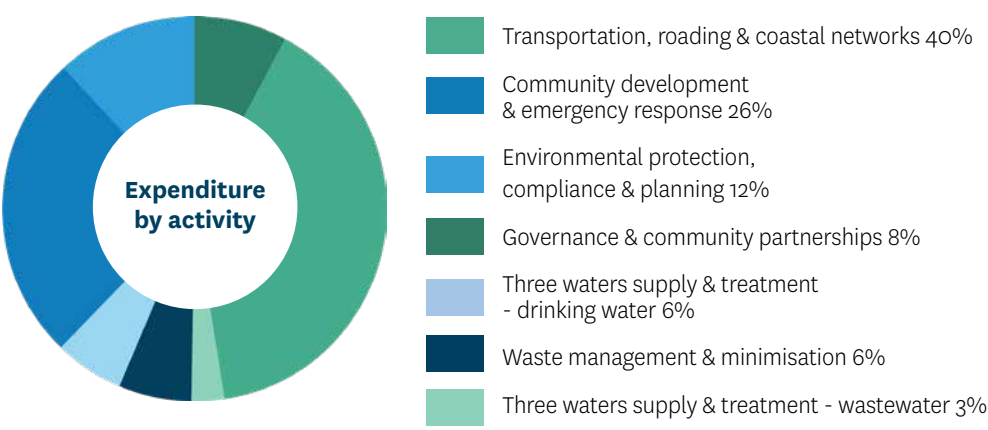 Expenditure
by activity
Transportation, roading & coastal networks 40%
Community development
& emergency response 26%
Environmental protection,
compliance & planning 12%
Governance & community partnerships 8%
Three waters supply & treatment
- drinking water 6%
Waste management & minimisation 6%
Three waters supply & treatment - wastewater 3%